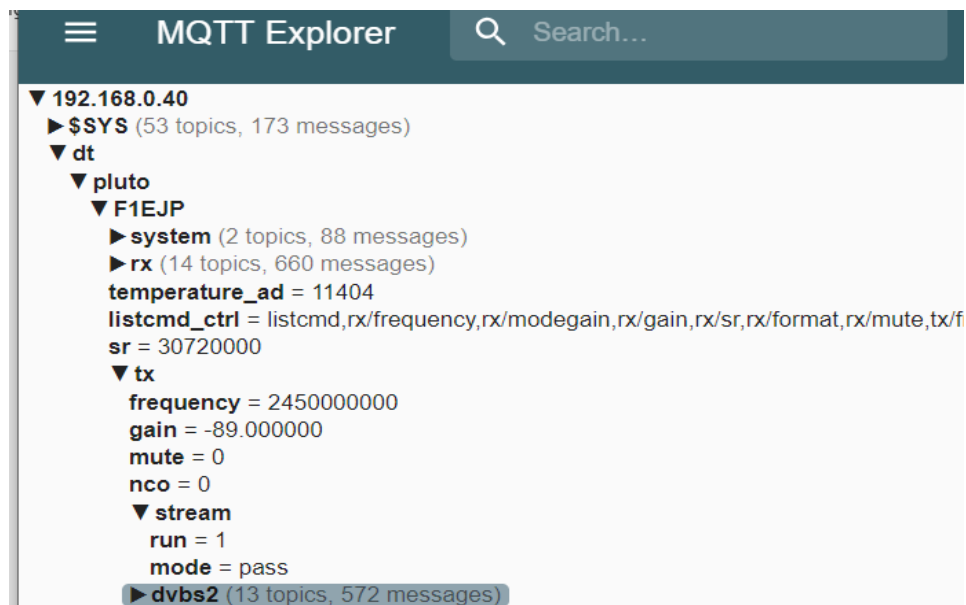 MQTT Explorer Search...
192.168.0.40
$SYS (53 topics, 173 messages)
dt
pluto
F1EJP
system (2 topics, 88 messages)
rx (14 topics, 660 messages)
temperature_ad = 11404
listcmd_ctrl = listcmd,rx/frequency,rx/modegain,rx/gain,rx/sr,rx/format,rx/mute,tx/f
sr = 30720000
tx
frequency = 2450000000
gain = -89.000000
mute = 0
nco = 0
stream
run = 1
mode = pass
dvbs2 (13 topics, 572 messages)